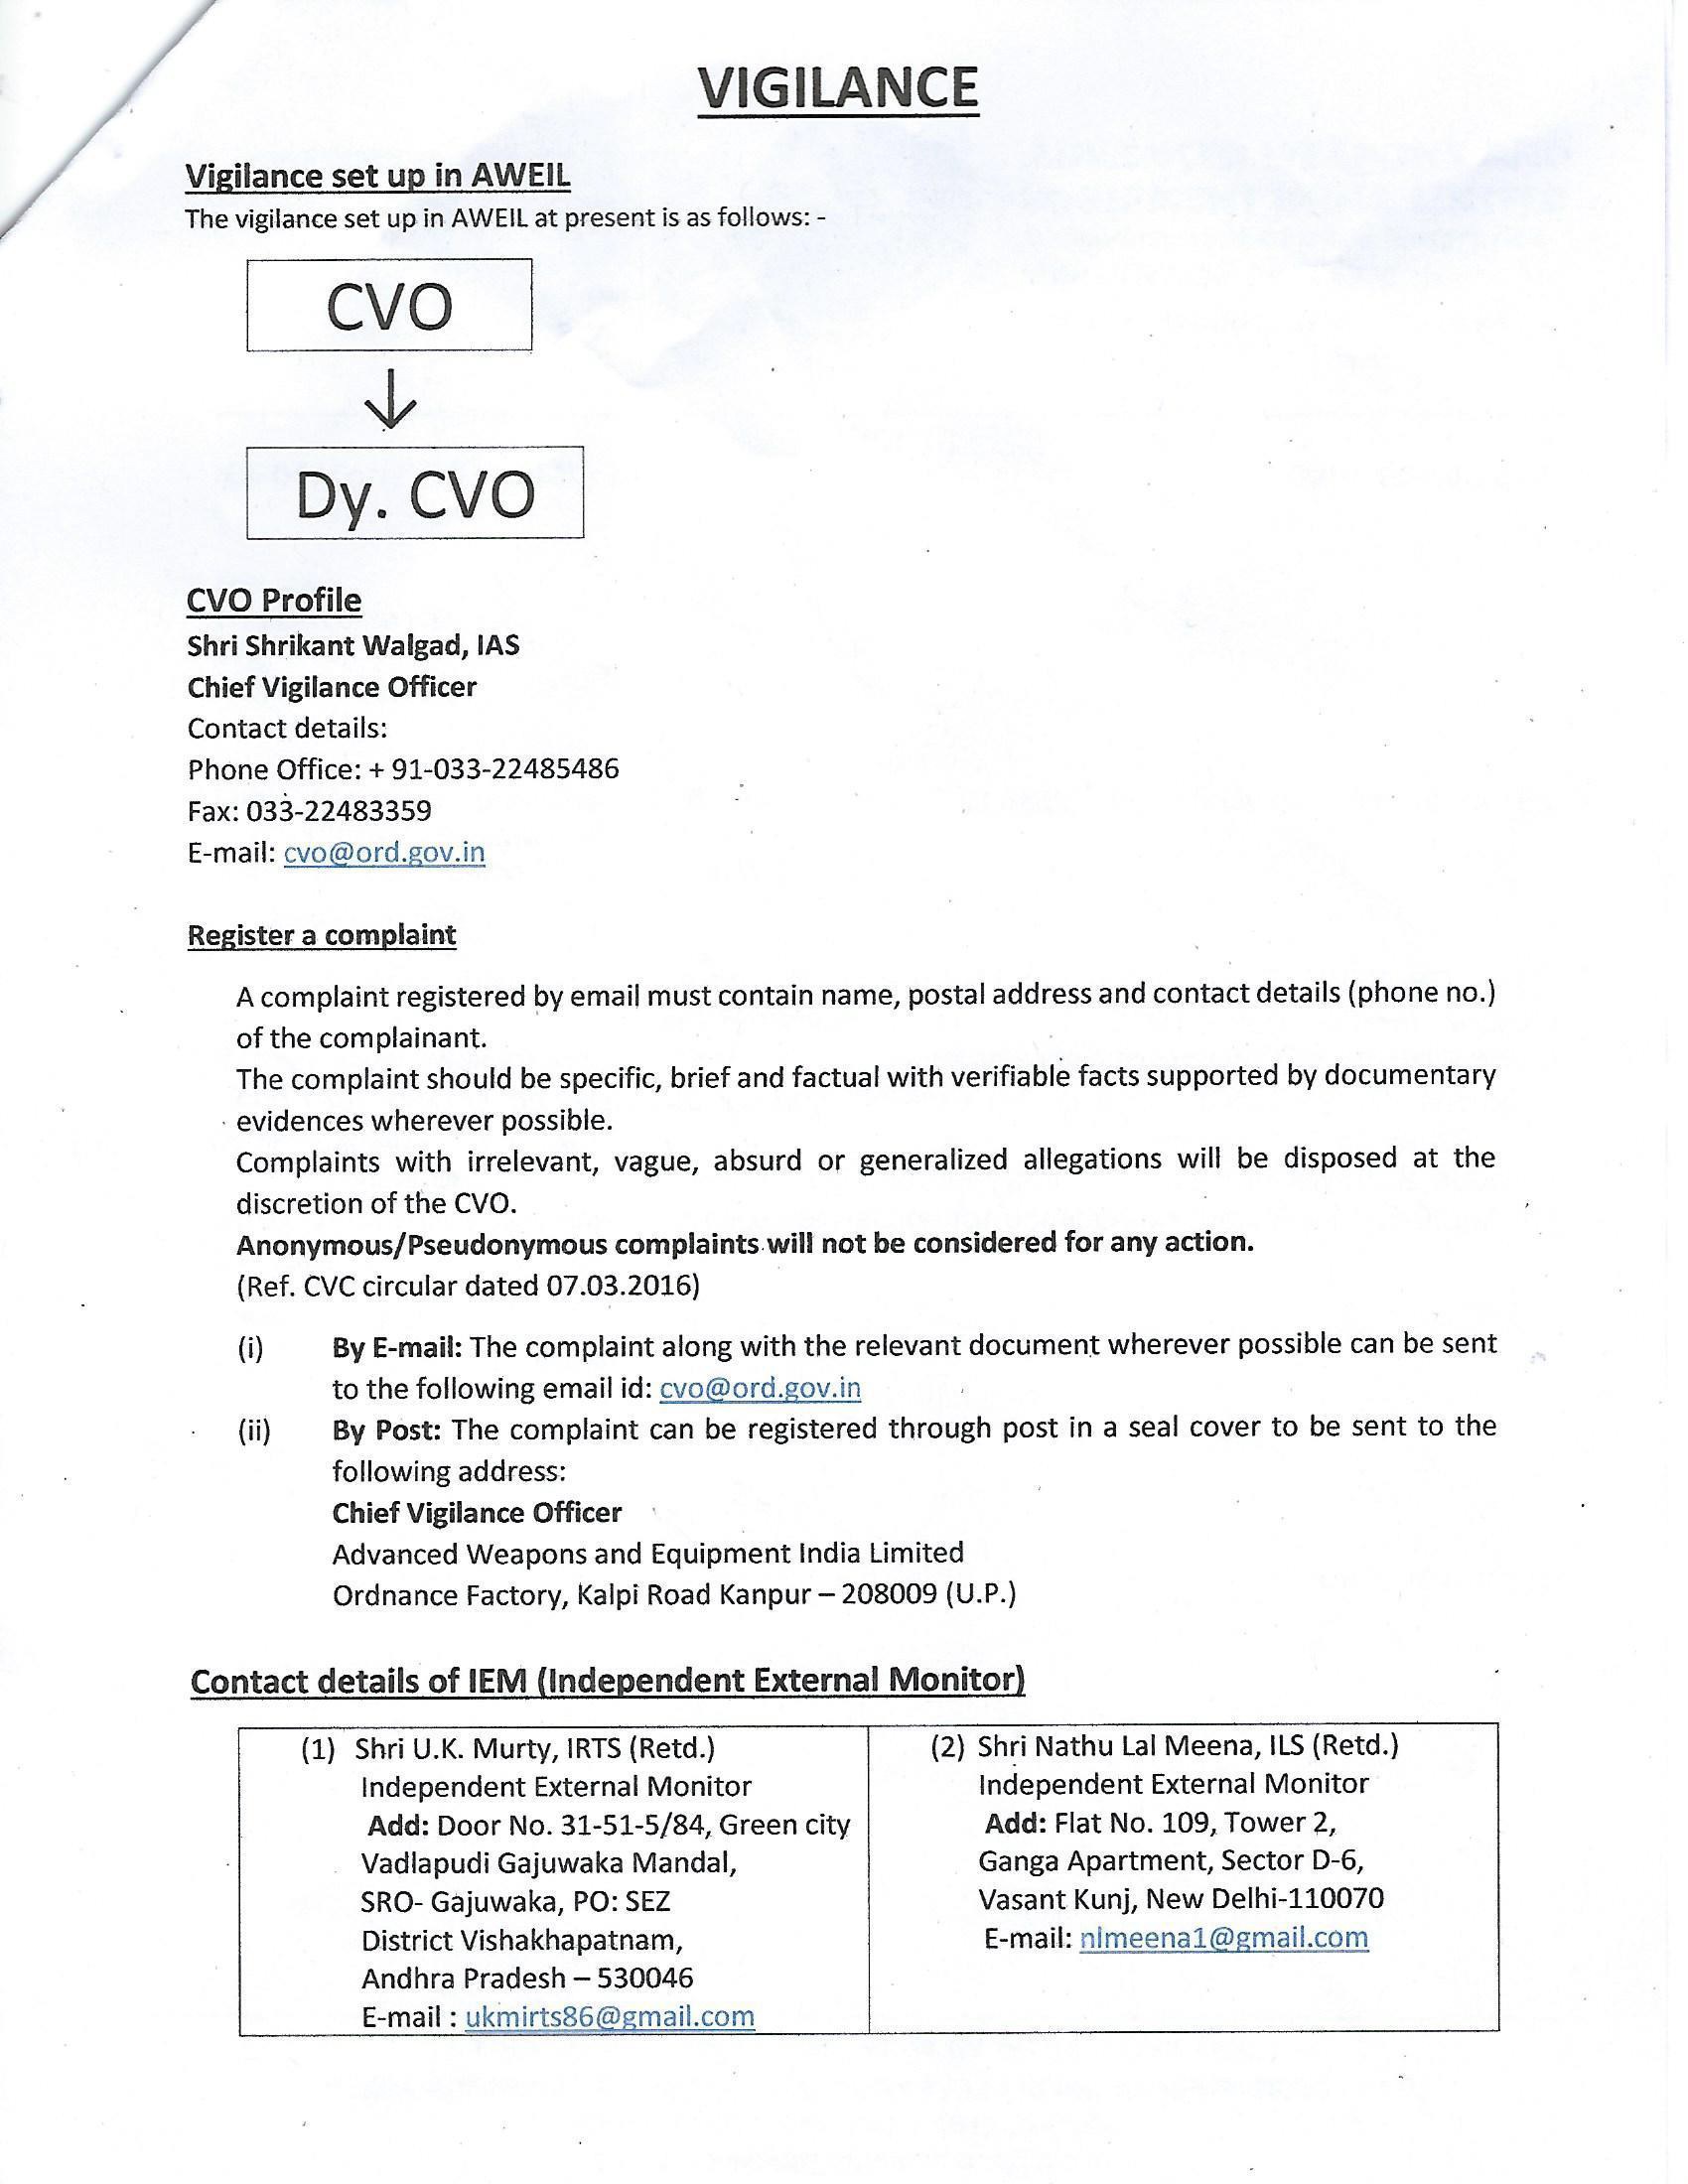 VIGILANCE
Vigilance set up in AWEIL
The vigilance set up in AWEIL at present is as follows: -
CVO
↓
Dy. CVO
CVO Profile
Shri Shrikant Walgad, IAS
Chief Vigilance Officer
Contact details:
Phone Office: + 91-033-22485486
Fax: 033-22483359
E-mail: cvo@ord.gov.in
Register a complaint
A complaint registered by email must contain name, postal address and contact details (phone no.)
of the complainant.
The complaint should be specific, brief and factual with verifiable facts supported by documentary
evidences wherever possible.
Complaints with irrelevant, vague, absurd or generalized allegations will be disposed at the
discretion of the CVO.
Anonymous/Pseudonymous complaints will not be considered for any action.
(Ref. CVC circular dated 07.03.2016)
(i) By E-mail: The complaint along with the relevant document wherever possible can be sent
to the following email id: cvo@ord.gov.in
(ii) By Post: The complaint can be registered through post in a seal cover to be sent to the
following address:
Chief Vigilance Officer
Advanced Weapons and Equipment India Limited
Ordnance Factory, Kalpi Road Kanpur – 208009 (U.P.)
Contact details of IEM (Independent External Monitor)
(1) Shri U.K. Murty, IRTS (Retd.)
Independent External Monitor
Add: Door No. 31-51-5/84, Green city
Vadlapudi Gajuwaka Mandal,
SRO- Gajuwaka, PO: SEZ
District Vishakhapatnam,
Andhra Pradesh – 530046
E-mail : ukmirts86@gmail.com
(2) Shri Nathu Lal Meena, ILS (Retd.)
Independent External Monitor
Add: Flat No. 109, Tower 2,
Ganga Apartment, Sector D-6,
Vasant Kunj, New Delhi-110070
E-mail: nlmeena1@gmail.com